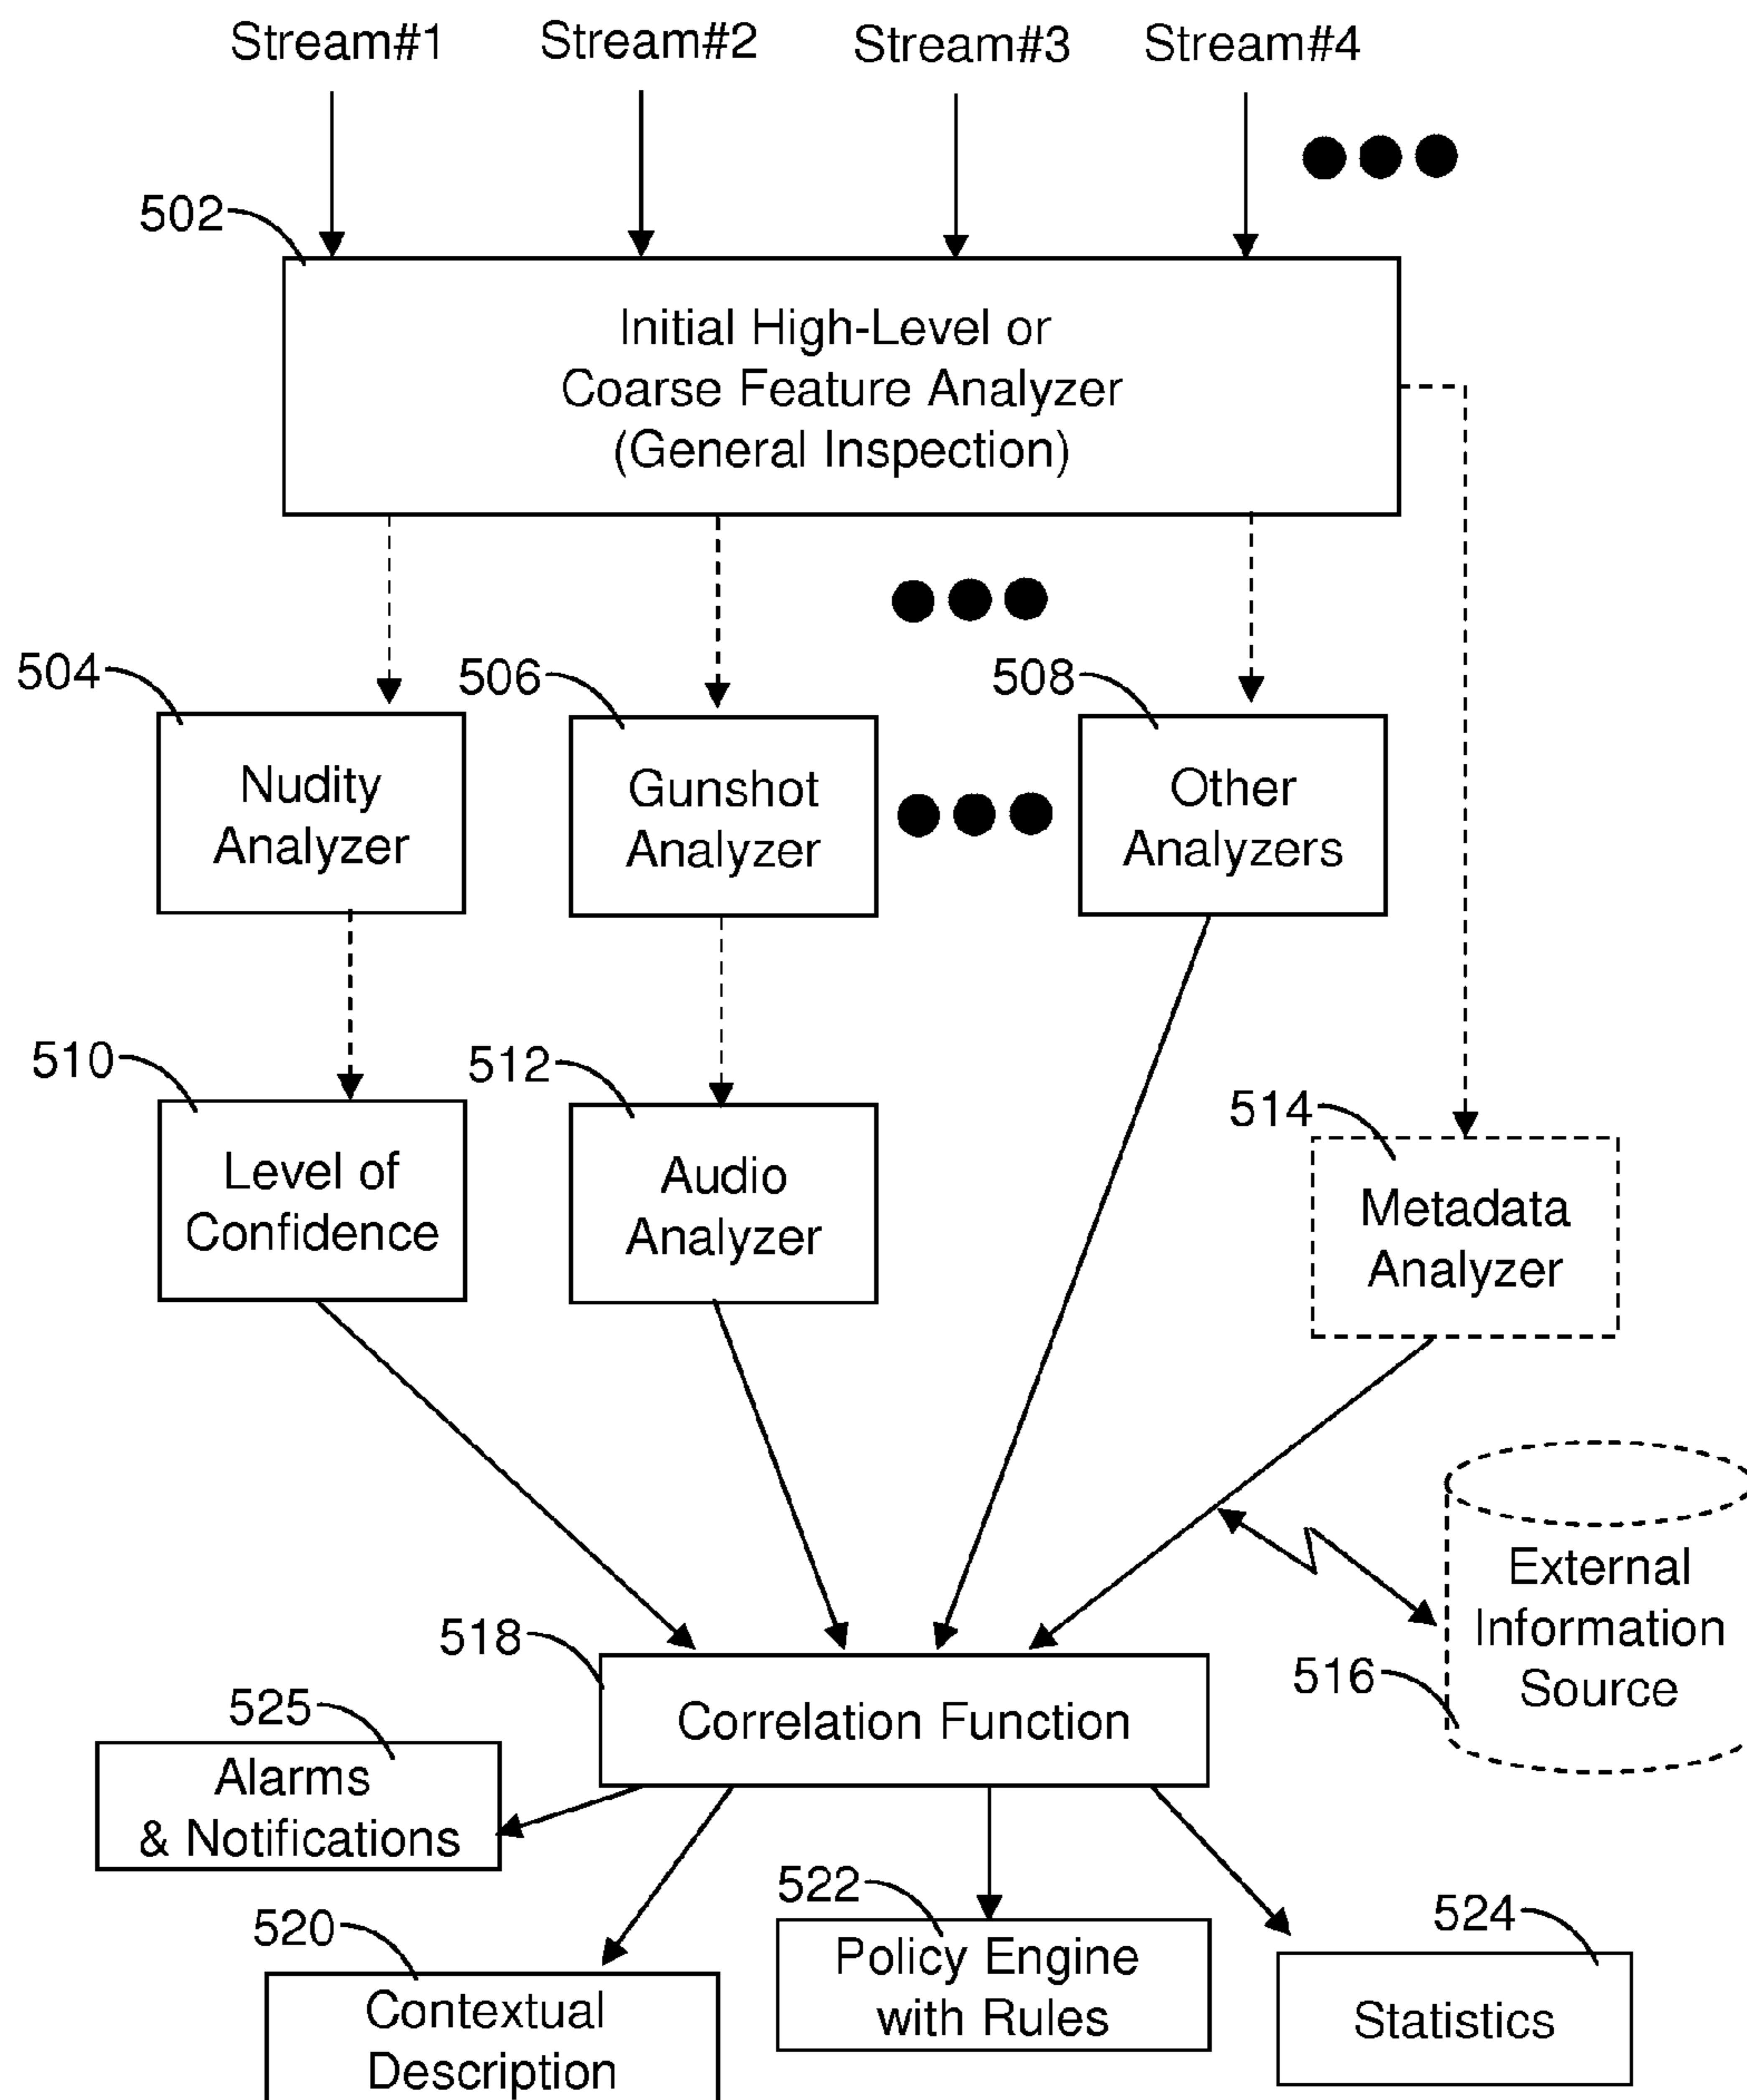 Stream#1 Stream#2 Stream#3 Stream#4
502
Initial High-Level or
Coarse Feature Analyzer
(General Inspection)
504
506
508
Nudity
Analyzer
Gunshot
Analyzer
Other
Analyzers
510
512
514
Level of
Confidence
Audio
Analyzer
Metadata
Analyzer
External
Information
Source
516
518
Correlation Function
525
Alarms
& Notifications
520
Contextual
Description
522
Policy Engine
with Rules
524
Statistics